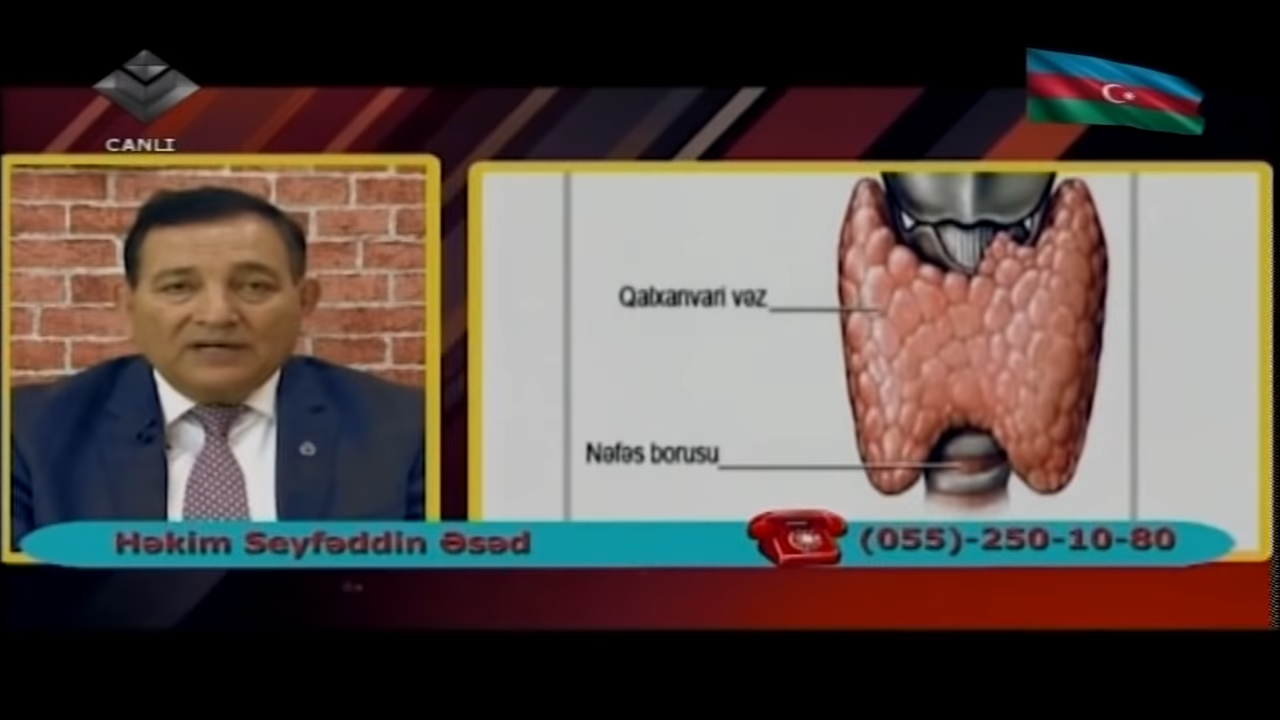 CANLI
Qalxanvari vəz
Nəfəs borusu
Həkim Seyfəddin Əsəd
(055)-250-10-80